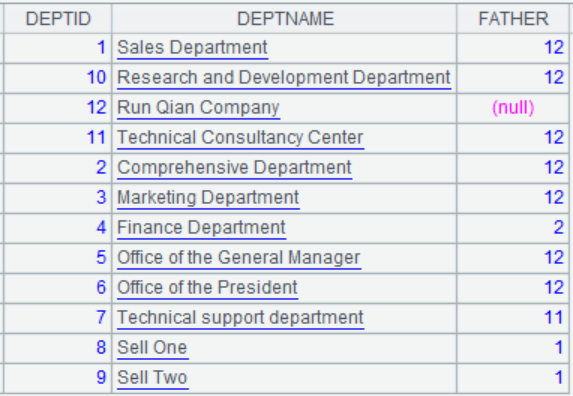 DEPTID DEPTNAME FATHER
1 Sales Department 12
10 Research and Development Department 12
12 Run Qian Company (null)
11 Technical Consultancy Center 12
2 Comprehensive Department 12
3 Marketing Department 12
4 Finance Department 2
5 Office of the General Manager 12
6 Office of the President 12
7 Technical support department 11
8 Sell One 1
9 Sell Two 1